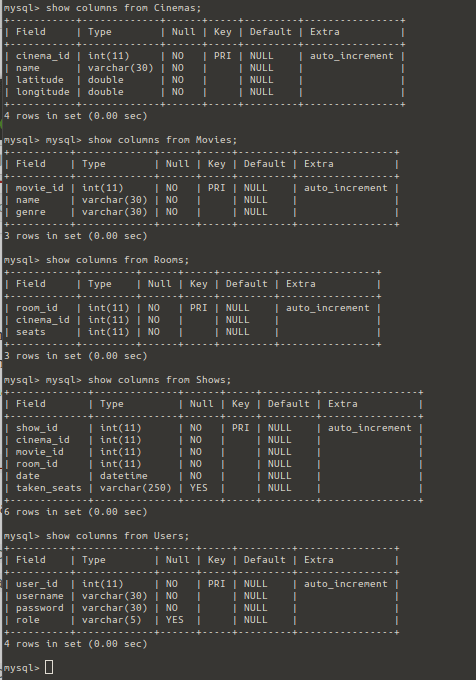 mysql> show columns from Cinemas;
+-----------+-------------+------+-----+---------+----------------+
| Field     | Type        | Null | Key | Default | Extra          |
+-----------+-------------+------+-----+---------+----------------+
| cinema_id | int(11)     | NO   | PRI | NULL    | auto_increment |
| name      | varchar(30) | NO   |     | NULL    |                |
| latitude  | double      | NO   |     | NULL    |                |
| longitude | double      | NO   |     | NULL    |                |
+-----------+-------------+------+-----+---------+----------------+
4 rows in set (0.00 sec)
mysql> mysql> show columns from Movies;
+----------+-------------+------+-----+---------+----------------+
| Field    | Type        | Null | Key | Default | Extra          |
+----------+-------------+------+-----+---------+----------------+
| movie_id | int(11)     | NO   | PRI | NULL    | auto_increment |
| name     | varchar(30) | NO   |     | NULL    |                |
| genre    | varchar(30) | NO   |     | NULL    |                |
+----------+-------------+------+-----+---------+----------------+
3 rows in set (0.00 sec)
mysql> show columns from Rooms;
+-----------+---------+------+-----+---------+----------------+
| Field     | Type    | Null | Key | Default | Extra          |
+-----------+---------+------+-----+---------+----------------+
| room_id   | int(11) | NO   | PRI | NULL    | auto_increment |
| cinema_id | int(11) | NO   |     | NULL    |                |
| seats     | int(11) | NO   |     | NULL    |                |
+-----------+---------+------+-----+---------+----------------+
3 rows in set (0.00 sec)
mysql> mysql> show columns from Shows;
+-------------+--------------+------+-----+---------+----------------+
| Field       | Type         | Null | Key | Default | Extra          |
+-------------+--------------+------+-----+---------+----------------+
| show_id     | int(11)      | NO   | PRI | NULL    | auto_increment |
| cinema_id   | int(11)      | NO   |     | NULL    |                |
| movie_id    | int(11)      | NO   |     | NULL    |                |
| room_id     | int(11)      | NO   |     | NULL    |                |
| date        | datetime     | NO   |     | NULL    |                |
| taken_seats | varchar(250) | YES  |     | NULL    |                |
+-------------+--------------+------+-----+---------+----------------+
6 rows in set (0.00 sec)
mysql> show columns from Users;
+----------+-------------+------+-----+---------+----------------+
| Field    | Type        | Null | Key | Default | Extra          |
+----------+-------------+------+-----+---------+----------------+
| user_id  | int(11)     | NO   | PRI | NULL    | auto_increment |
| username | varchar(30) | NO   |     | NULL    |                |
| password | varchar(30) | NO   |     | NULL    |                |
| role     | varchar(5)  | YES  |     | NULL    |                |
+----------+-------------+------+-----+---------+----------------+
4 rows in set (0.00 sec)
mysql>